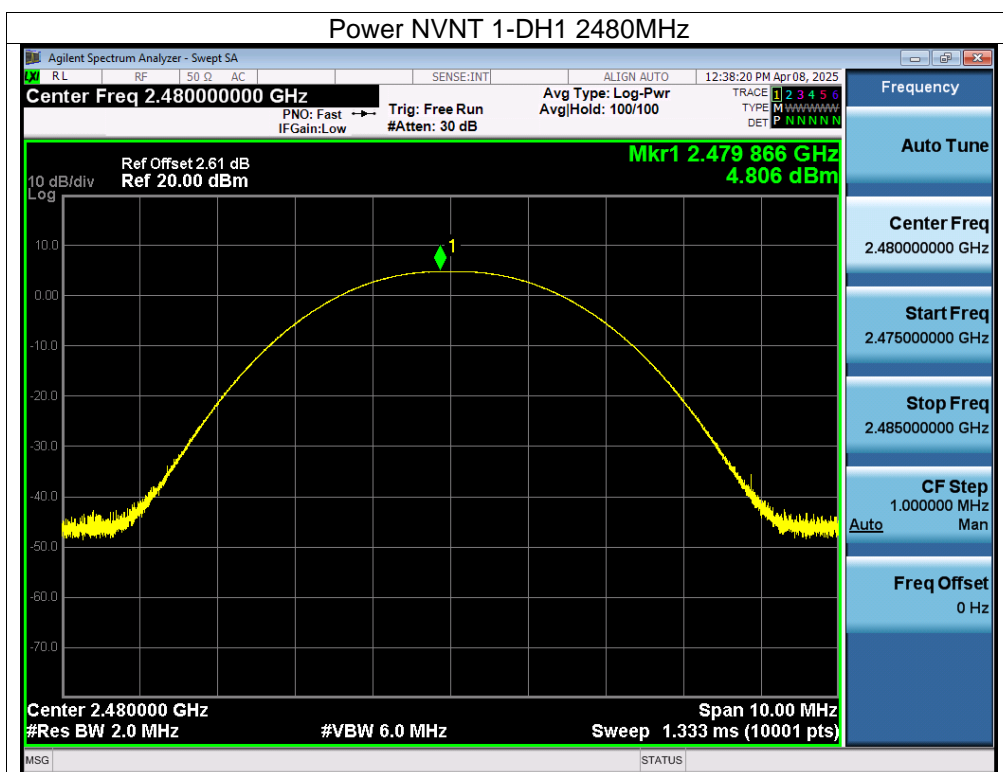 Power NVNT 1-DH1 2480MHz
Agilent Spectrum Analyzer - Swept SA
LXI RL RF 50 Ω AC SENSE:INT ALIGN AUTO 12:38:20 PM Apr 08, 2025
Center Freq 2.480000000 GHz
PNO: Fast
IFGain:Low
Trig: Free Run
#Atten: 30 dB
Avg Type: Log-Pwr
Avg|Hold: 100/100
TRACE 1 2 3 4 5 6
TYPE M WWWWW
DET P N N N N N
Mkr1 2.479 866 GHz
4.806 dBm
Ref Offset 2.61 dB
10 dB/div Ref 20.00 dBm
Log
1
10.0
0.00
-10.0
-20.0
-30.0
-40.0
-50.0
-60.0
-70.0
Center 2.480000 GHz Span 10.00 MHz
#Res BW 2.0 MHz #VBW 6.0 MHz Sweep 1.333 ms (10001 pts)
MSG STATUS
Frequency
Auto Tune
Center Freq
2.480000000 GHz
Start Freq
2.475000000 GHz
Stop Freq
2.485000000 GHz
CF Step
1.000000 MHz
Auto Man
Freq Offset
0 Hz